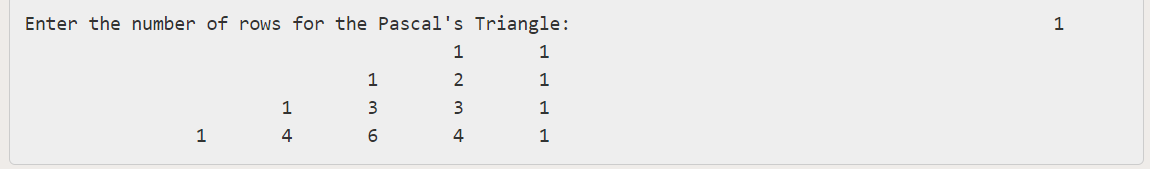 Enter the number of rows for the Pascal's Triangle: 1
1 1
1 2 1
1 3 3 1
1 4 6 4 1